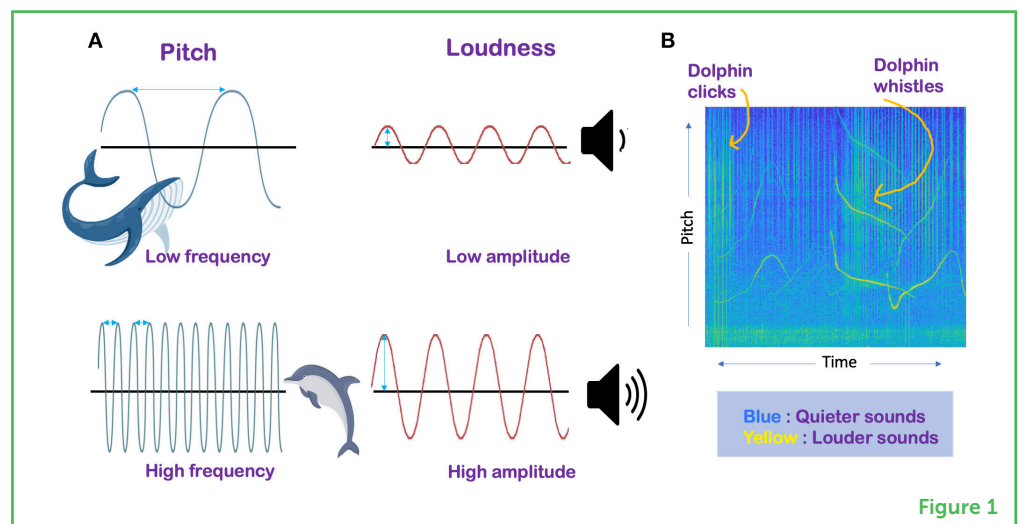 A
Pitch
Loudness
Low frequency
Low amplitude
High frequency
High amplitude
B
Dolphin
clicks
Dolphin
whistles
Pitch
Time
Blue : Quieter sounds
Yellow : Louder sounds
Figure 1